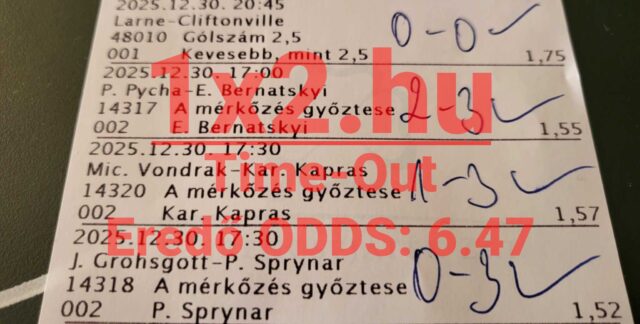 2025.12.30. 20:45
Larne-Cliftonville
48010 Gólszám 2,5
0-0
001 Kevesebb, mint 2,5 1,75
2025.12.30. 17:00
1x2.hu
P. Pycha-E. Bernatskyi
14317 A mérkőzés győztese
2-3
002 E. Bernatskyi 1,55
2025.12.30. 17:30
Mic. Vondrak-Kar. Kapras
Time-Out
14320 A mérkőzés győztese
1-3
002 Kar. Kapras 1,57
Eredő ODDS: 6.47
2025.12.30. 17:30
J. Grohsgott-P. Sprynar
14318 A mérkőzés győztese
0-3
002 P. Sprynar 1,52